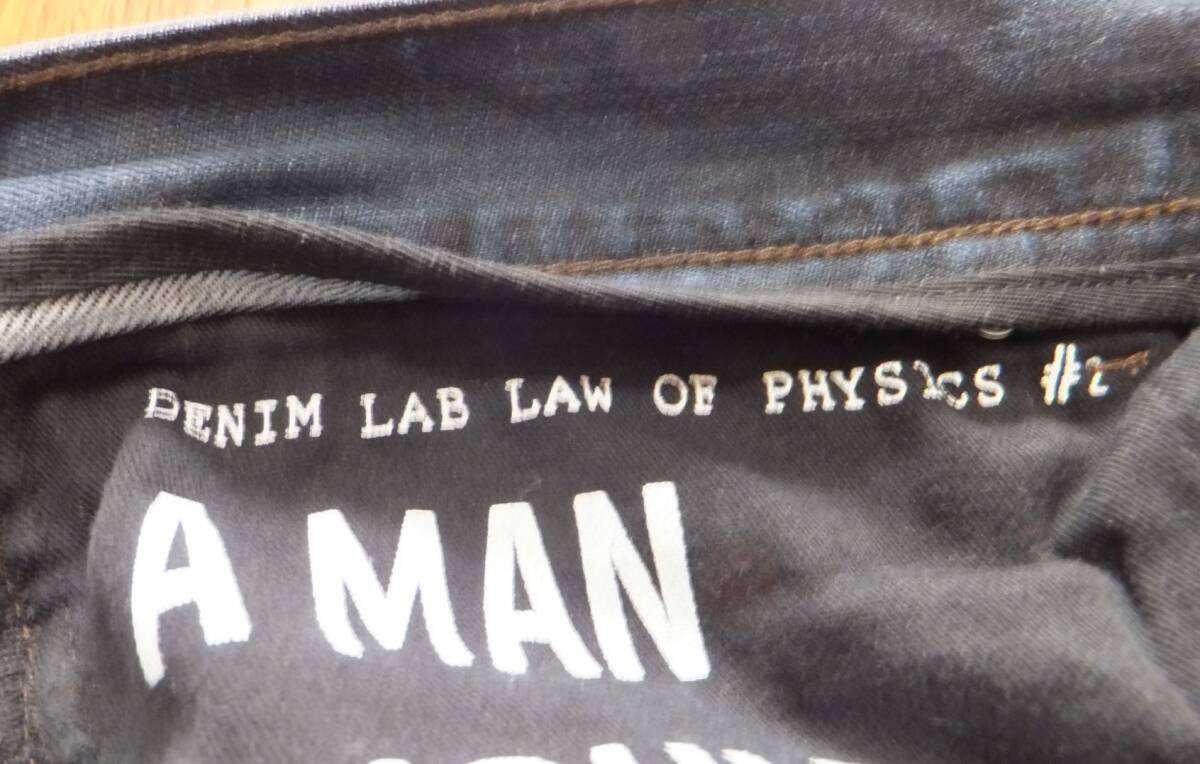 DENIM LAB LAW OF PHYSICS
A MAN